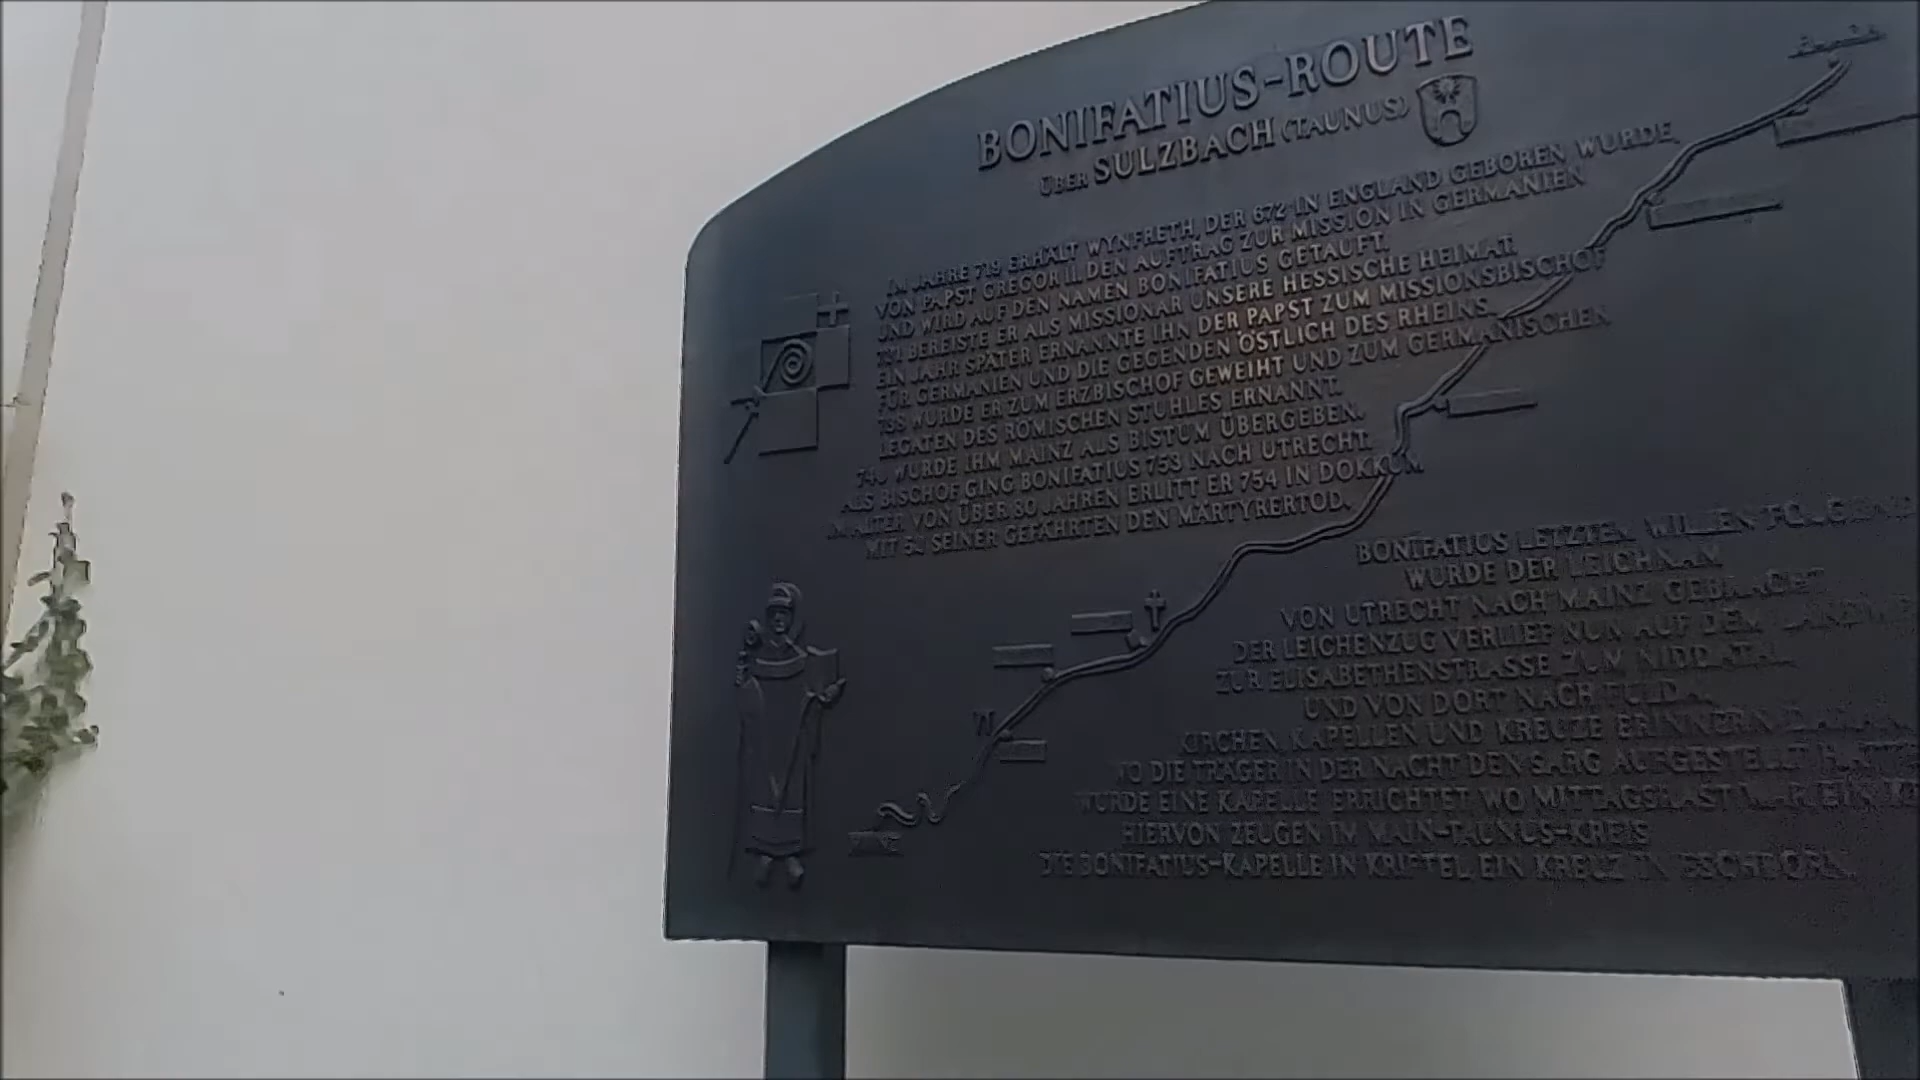 BONIFATIUS-ROUTE
ÜBER SULZBACH (TAUNUS)
IM JAHRE 719 ERHÄLT WYNFRETH, DER 672 IN ENGLAND GEBOREN WURDE,
VON PAPST GREGOR II. DEN AUFTRAG ZUR MISSION IN GERMANIEN
UND WIRD AUF DEN NAMEN BONIFATIUS GETAUFT.
BEREISTE ER ALS MISSIONAR UNSERE HESSISCHE HEIMAT.
EIN JAHR SPÄTER ERNANNTE IHN DER PAPST ZUM MISSIONSBISCHOF
FÜR GERMANIEN UND DIE GEGENDEN ÖSTLICH DES RHEINS.
738 WURDE ER ZUM ERZBISCHOF GEWEIHT UND ZUM GERMANISCHEN
LEGATEN DES RÖMISCHEN STUHLES ERNANNT.
WURDE IHM MAINZ ALS BISTUM ÜBERGEBEN.
ALS BISCHOF GING BONIFATIUS 753 NACH UTRECHT.
IM ALTER VON ÜBER 80 JAHREN ERLITT ER 754 IN DOKKUM
MIT SEINER GEFÄHRTEN DEN MÄRTYRERTOD.
BONIFATIUS LETZTEN WILLEN FOLGEND
WURDE DER LEICHNAM
VON UTRECHT NACH MAINZ GEBRACHT
DER LEICHENZUG VERLIEF NUN AUF DEM
ZUR ELISABETHENSTRASSE ZUM NIDDATAL
UND VON DORT NACH FULDA.
KIRCHEN, KAPELLEN UND KREUZE ERINNERN
WO DIE TRÄGER IN DER NACHT DEN SARG AUFGESTELLT
WURDE EINE KAPELLE ERRICHTET WO MITTAGSRAST
HIERVON ZEUGEN IM MAIN-TAUNUS-KREIS
DIE BONIFATIUS-KAPELLE IN KRIFTEL, EIN KREUZ IN ESCHBORN.
MAINZ